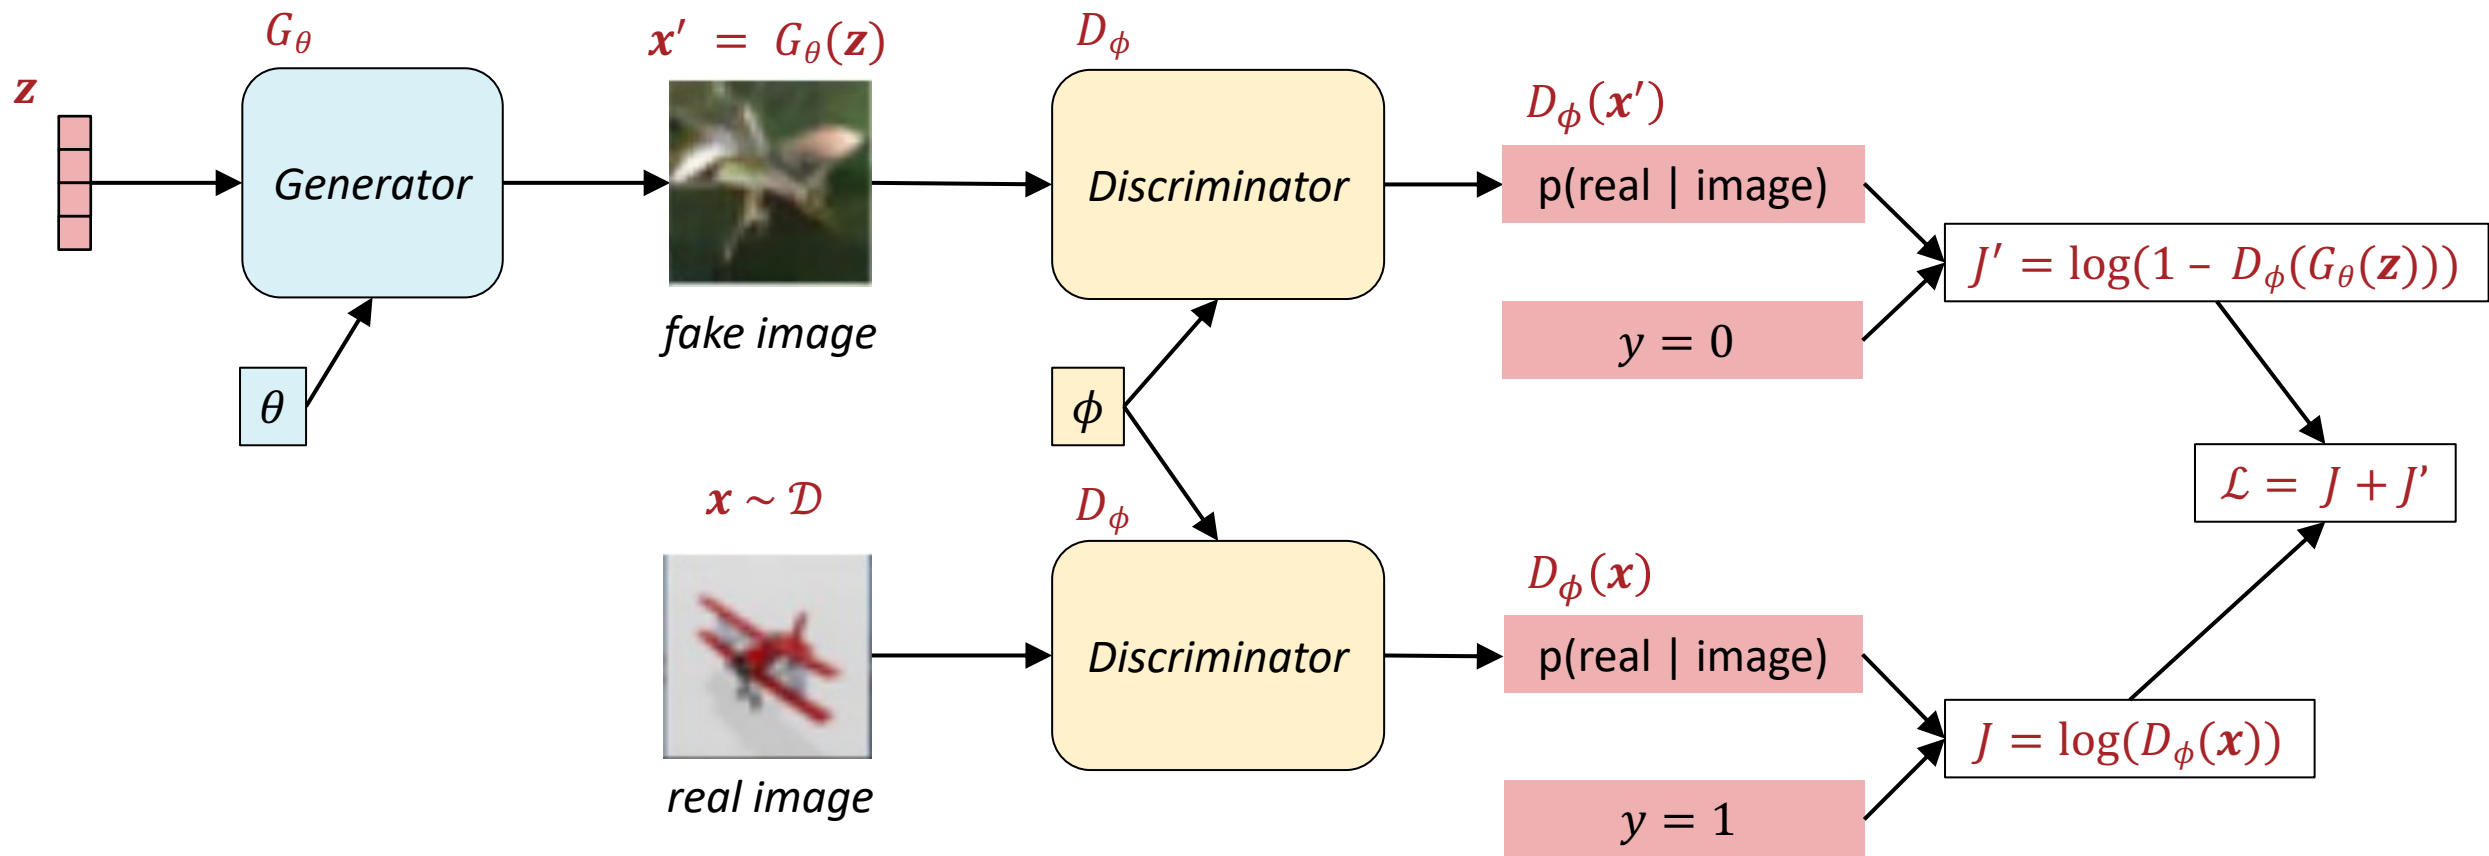 G_θ
z
x′ = G_θ(z)
D_ϕ
Generator
fake image
θ
Discriminator
ϕ
D_ϕ(x′)
p(real | image)
y = 0
J′ = log(1 − D_ϕ(G_θ(z)))
ℒ = J + J’
x ~ 𝒟
real image
D_ϕ
Discriminator
D_ϕ(x)
p(real | image)
y = 1
J = log(D_ϕ(x))